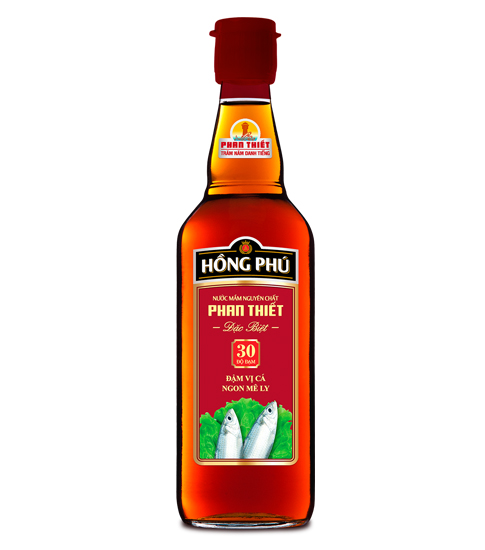 PHAN THIẾT
TRĂM NĂM DANH TIẾNG
HỒNG PHÚ
NƯỚC MẮM NGUYÊN CHẤT
PHAN THIẾT
Đặc Biệt
30
ĐỘ ĐẠM
ĐẬM VỊ CÁ
NGON MÊ LY